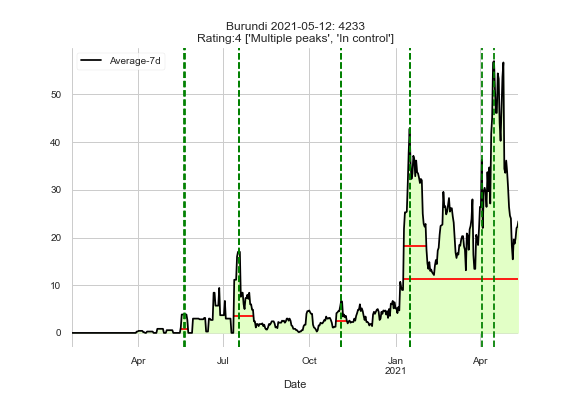 Burundi 2021-05-12: 4233
Rating:4 ['Multiple peaks', 'In control']
Average-7d
50
40
30
20
10
0
Apr
Jul
Oct
Jan
2021
Apr
Date